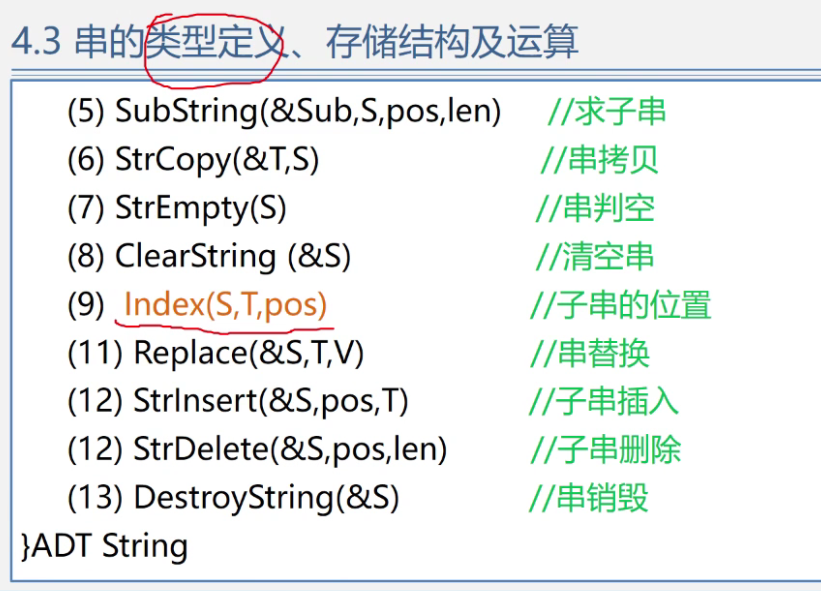 4.3 串的类型定义、存储结构及运算
(5) SubString(&Sub,S,pos,len) //求子串
(6) StrCopy(&T,S) //串拷贝
(7) StrEmpty(S) //串判空
(8) ClearString (&S) //清空串
(9) Index(S,T,pos) //子串的位置
(11) Replace(&S,T,V) //串替换
(12) StrInsert(&S,pos,T) //子串插入
(12) StrDelete(&S,pos,len) //子串删除
(13) DestroyString(&S) //串销毁
}ADT String